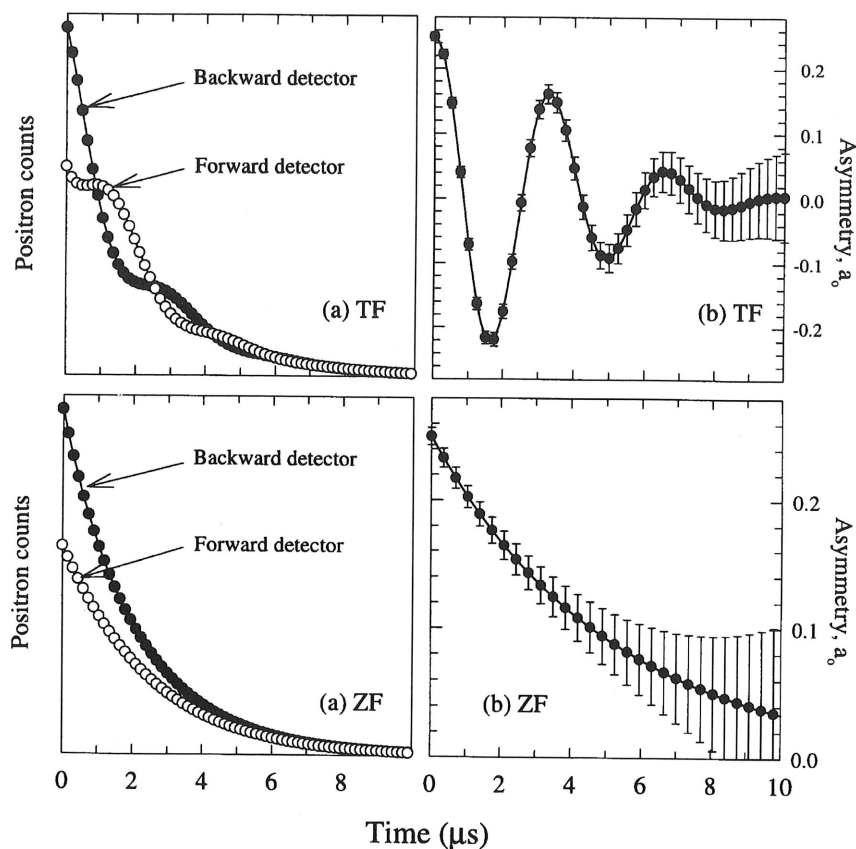 Positron counts
Backward detector
Forward detector
(a) TF
0.2
0.1
0.0
-0.1
-0.2
Asymmetry, a₀
(b) TF
Positron counts
Backward detector
Forward detector
(a) ZF
0 2 4 6 8
(b) ZF
0 2 4 6 8 10
0.2
0.1
0.0
Asymmetry, a₀
Time (μs)